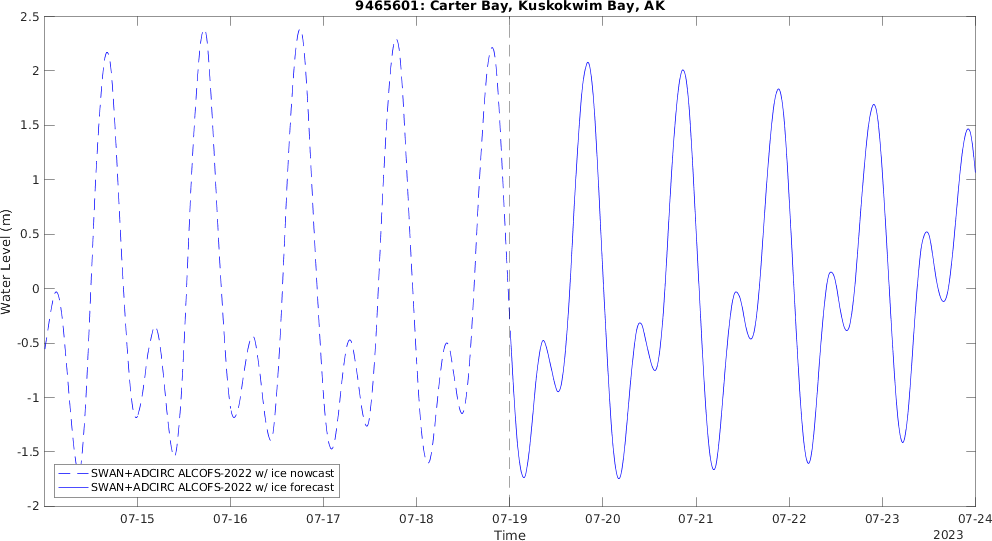 9465601: Carter Bay, Kuskokwim Bay, AK
2.5
2
1.5
1
0.5
0
-0.5
-1
-1.5
-2
Water Level (m)
SWAN+ADCIRC ALCOFS-2022 w/ ice nowcast
SWAN+ADCIRC ALCOFS-2022 w/ ice forecast
07-15 07-16 07-17 07-18 07-19 07-20 07-21 07-22 07-23 07-24
Time
2023